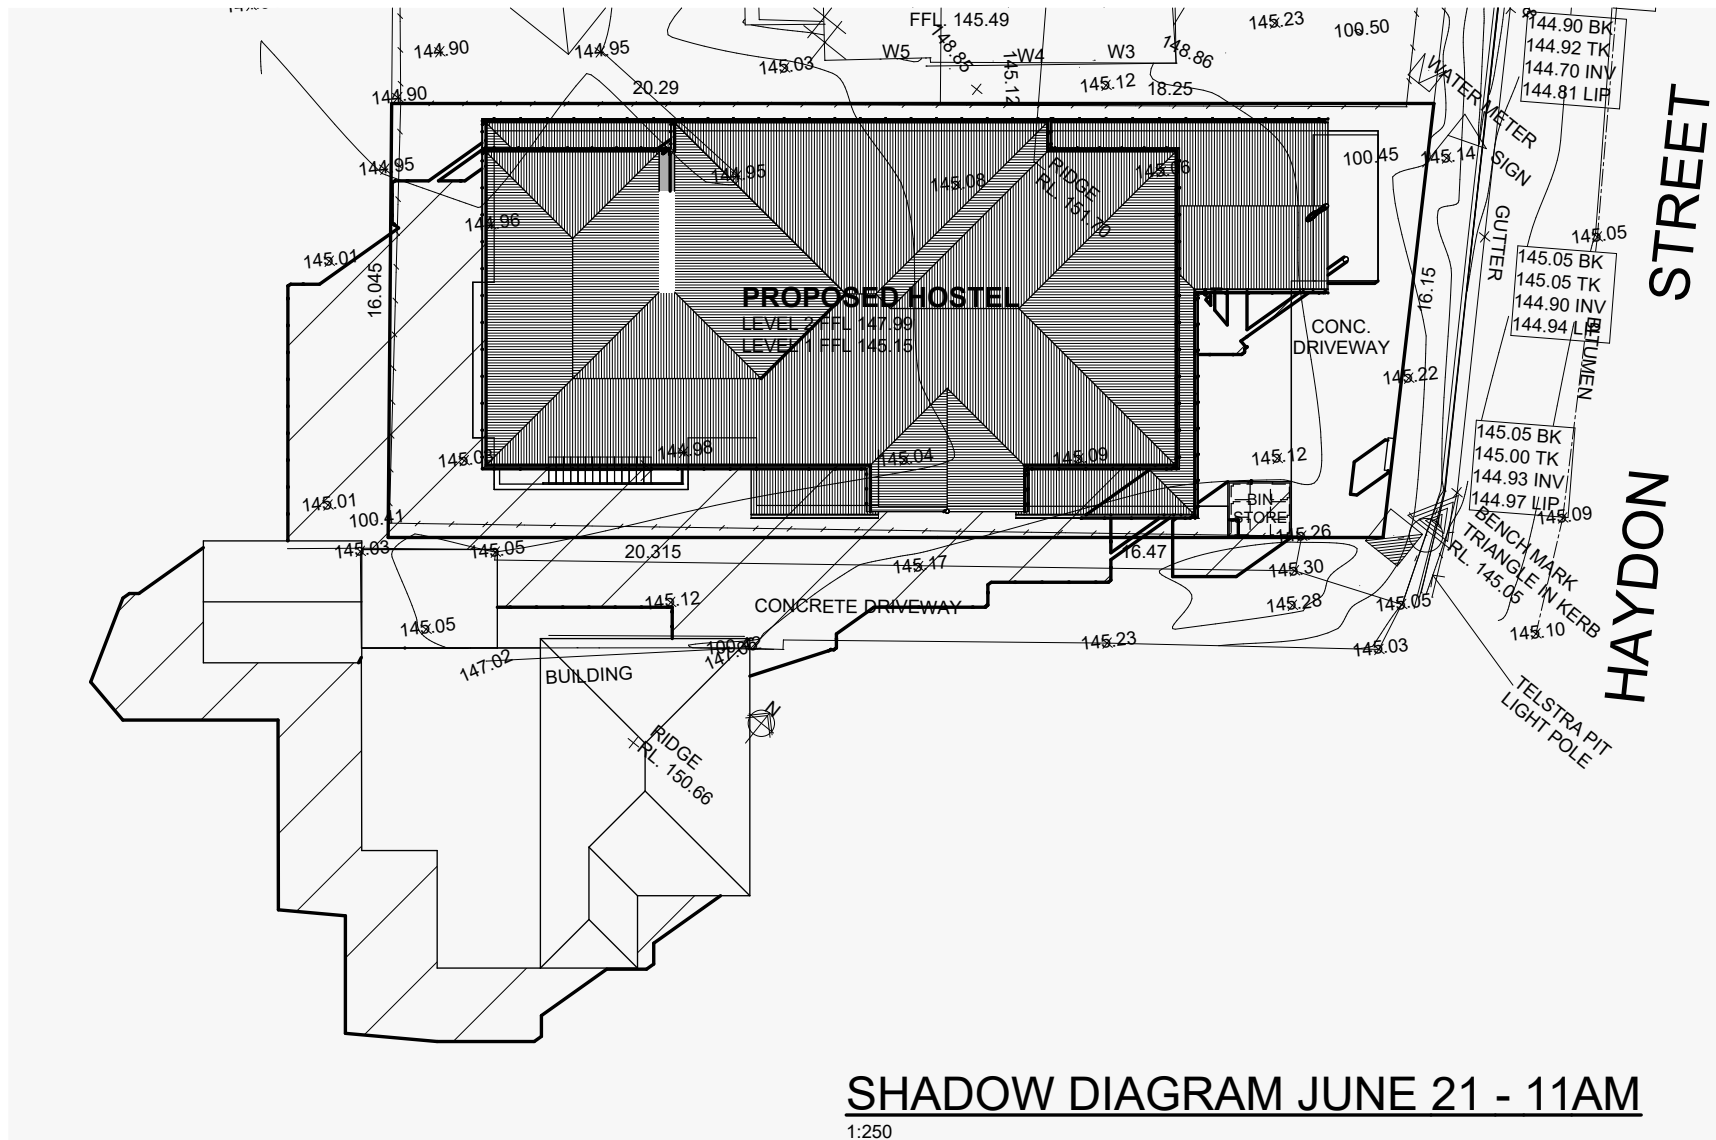 FFL. 145.49
145.23
100.50
144.90
144.95
145.03
W5
148.85
W4
145.12
W3
148.86
145.12
18.25
20.29
144.90
144.90 BK
144.92 TK
144.70 INV
144.81 LIP
WATER METER
SIGN
STREET
144.95
144.95
145.08
RIDGE
RL. 151.70
145.06
100.45
145.14
144.96
145.01
16.045
GUTTER
145.05
145.05 BK
145.05 TK
144.90 INV
144.94 LIP
BITUMEN
16.15
PROPOSED HOSTEL
LEVEL 2 FFL 147.99
LEVEL 1 FFL 145.15
CONC.
DRIVEWAY
145.22
144.98
145.04
145.09
145.12
145.05 BK
145.00 TK
144.93 INV
144.97 LIP
145.09
145.01
100.41
BIN
STORE
145.26
145.03
145.05
20.315
145.17
16.47
145.30
BENCH MARK
TRIANGLE IN KERB
RL. 145.05
HAYDON
145.12
CONCRETE DRIVEWAY
145.28
145.05
145.10
145.05
145.23
145.03
147.02
BUILDING
N
RIDGE
RL. 150.66
TELSTRA PIT
LIGHT POLE
SHADOW DIAGRAM JUNE 21 - 11AM
1:250